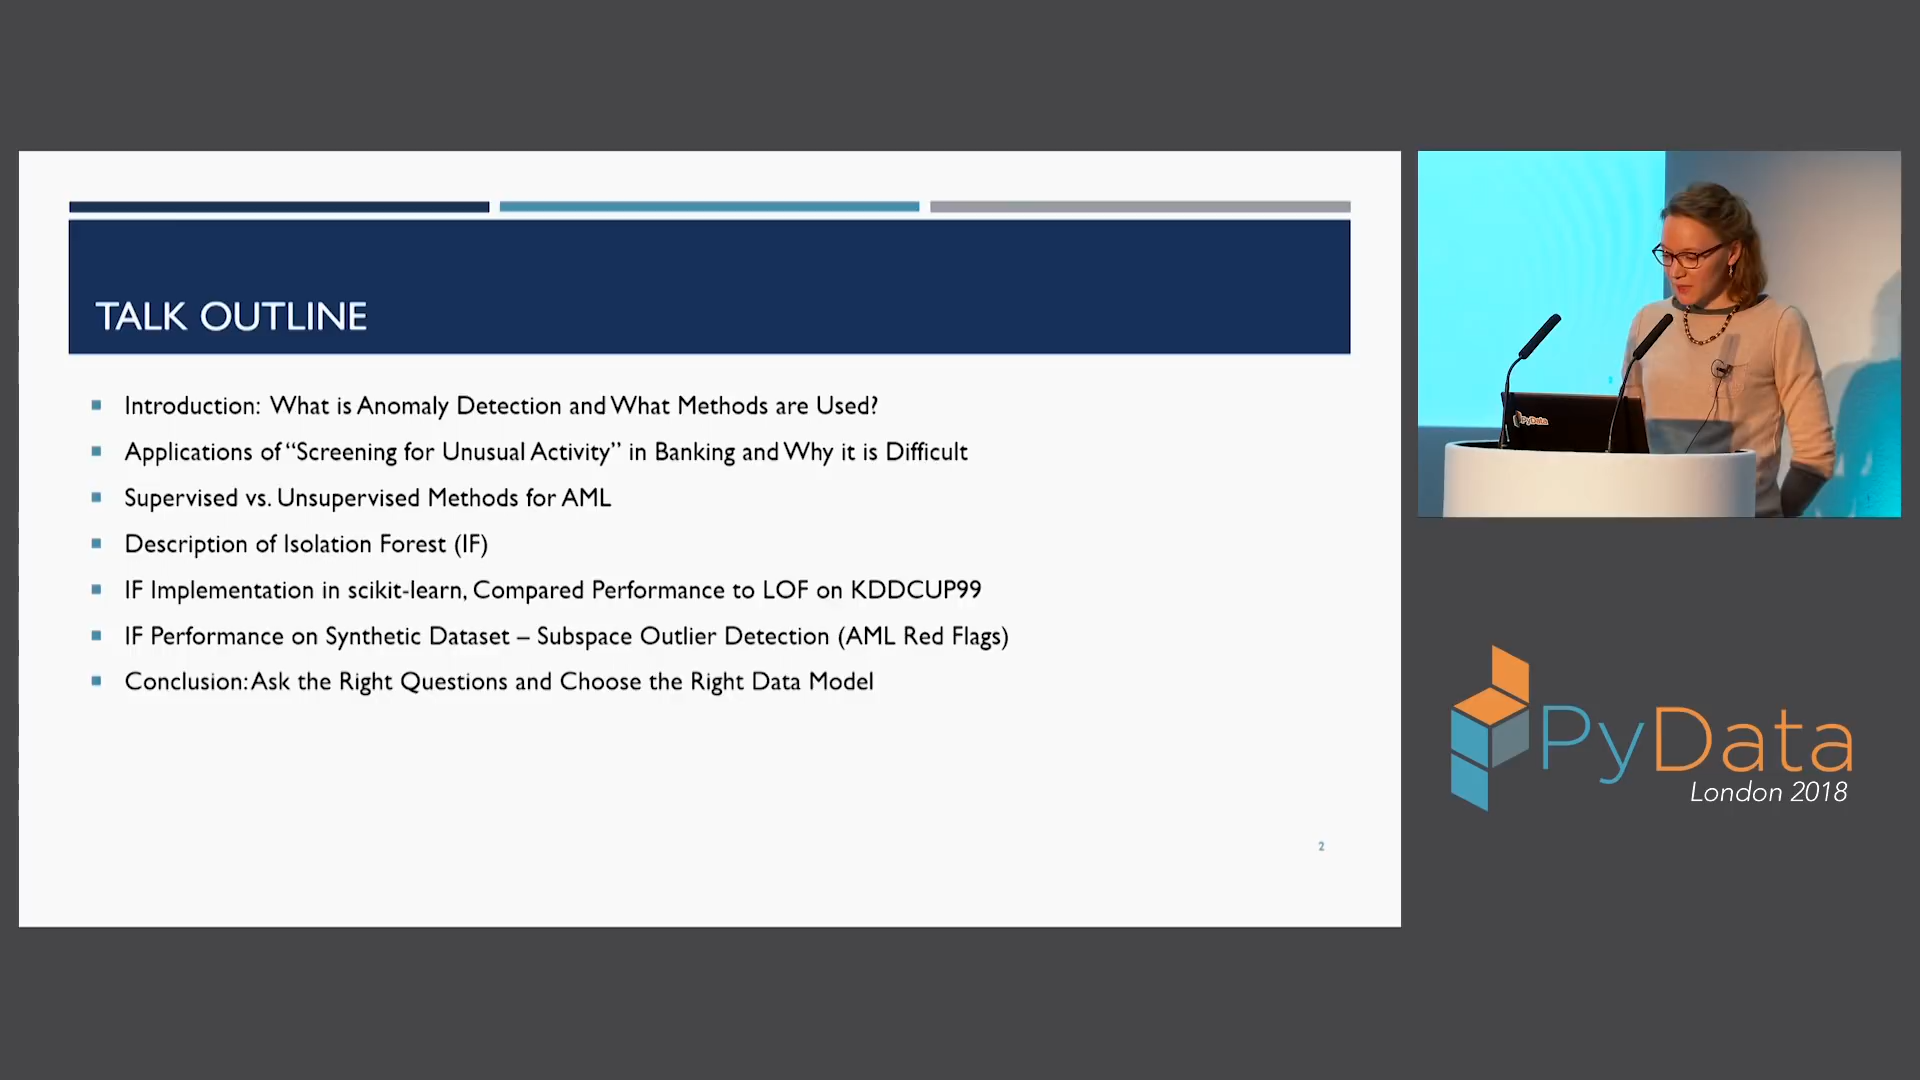 TALK OUTLINE
Introduction: What is Anomaly Detection and What Methods are Used?
Applications of “Screening for Unusual Activity” in Banking and Why it is Difficult
Supervised vs. Unsupervised Methods for AML
Description of Isolation Forest (IF)
IF Implementation in scikit-learn, Compared Performance to LOF on KDDCUP99
IF Performance on Synthetic Dataset – Subspace Outlier Detection (AML Red Flags)
Conclusion: Ask the Right Questions and Choose the Right Data Model
2
PyData
PyData
London 2018